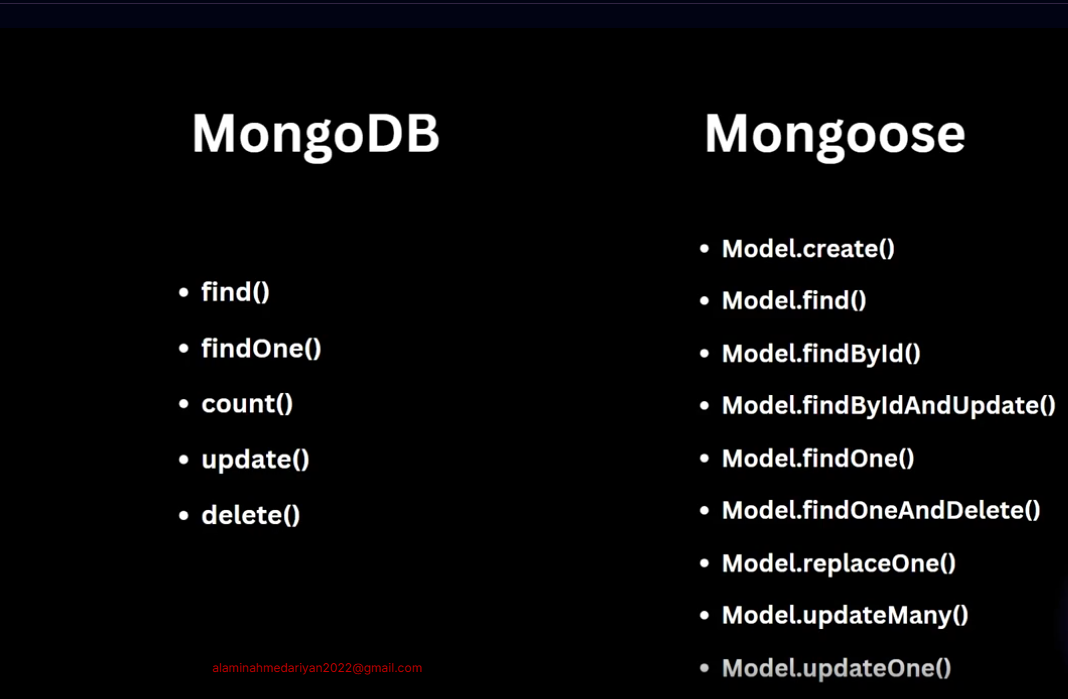 MongoDB
• find()
• findOne()
• count()
• update()
• delete()
alaminahmedariyan2022@gmail.com
Mongoose
• Model.create()
• Model.find()
• Model.findById()
• Model.findByIdAndUpdate()
• Model.findOne()
• Model.findOneAndDelete()
• Model.replaceOne()
• Model.updateMany()
• Model.updateOne()